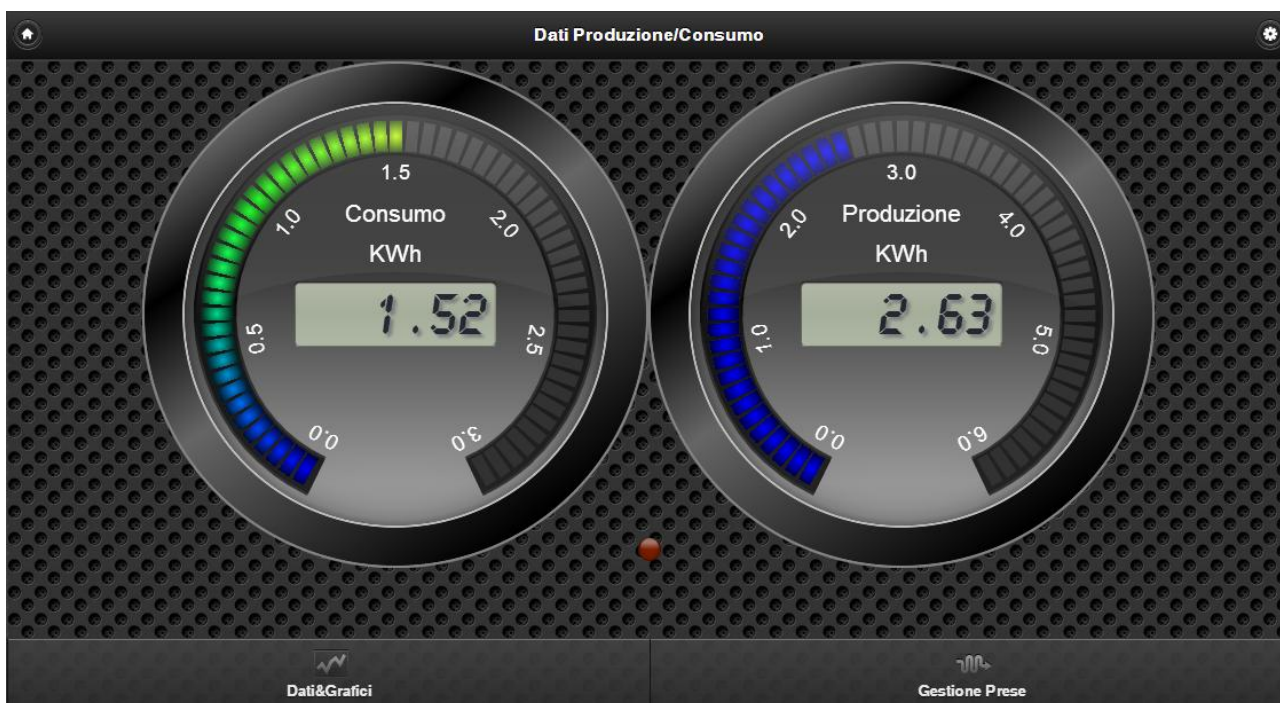 Dati Produzione/Consumo
1.5
Consumo
KWh
1.0
2.0
1.52
0.5
2.5
0.0
3.0
3.0
Produzione
KWh
2.0
4.0
2.63
1.0
5.0
0.0
6.0
Dati&Grafici
Gestione Prese